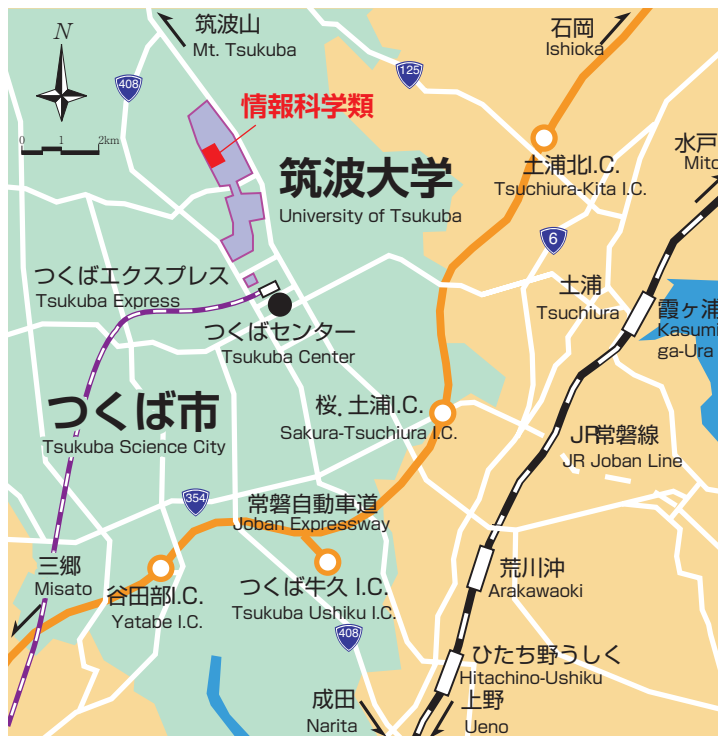 筑波山
Mt. Tsukuba
石岡
Ishioka
N
408
125
情報科学類
0 1 2km
土浦北I.C.
Tsuchiura-Kita I.C.
水戸
Mito
筑波大学
University of Tsukuba
6
つくばエクスプレス
Tsukuba Express
土浦
Tsuchiura
霞ヶ浦
Kasumi
ga-Ura
つくばセンター
Tsukuba Center
つくば市
Tsukuba Science City
桜.土浦I.C.
Sakura-Tsuchiura I.C.
JR常磐線
JR Joban Line
354
常磐自動車道
Joban Expressway
三郷
Misato
谷田部I.C.
Yatabe I.C.
つくば牛久 I.C.
Tsukuba Ushiku I.C.
荒川沖
Arakawaoki
408
ひたち野うしく
Hitachino-Ushiku
成田
Narita
上野
Ueno